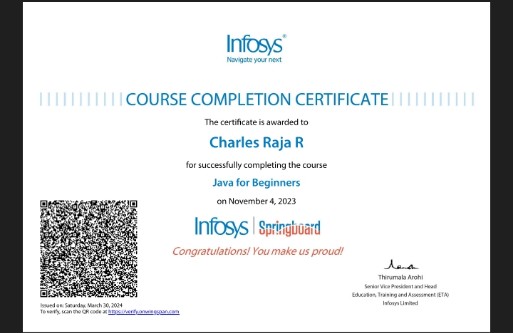 Infosys®
Navigate your next
COURSE COMPLETION CERTIFICATE
The certificate is awarded to
Charles Raja R
for successfully completing the course
Java for Beginners
on November 4, 2023
Infosys | Springboard
Congratulations! You make us proud!
Thirumala Arohi
Senior Vice President and Head
Education, Training and Assessment (ETA)
Infosys Limited
Issued on: Saturday, March 30, 2024
To verify, scan the QR code at https://verify.onwingspan.com